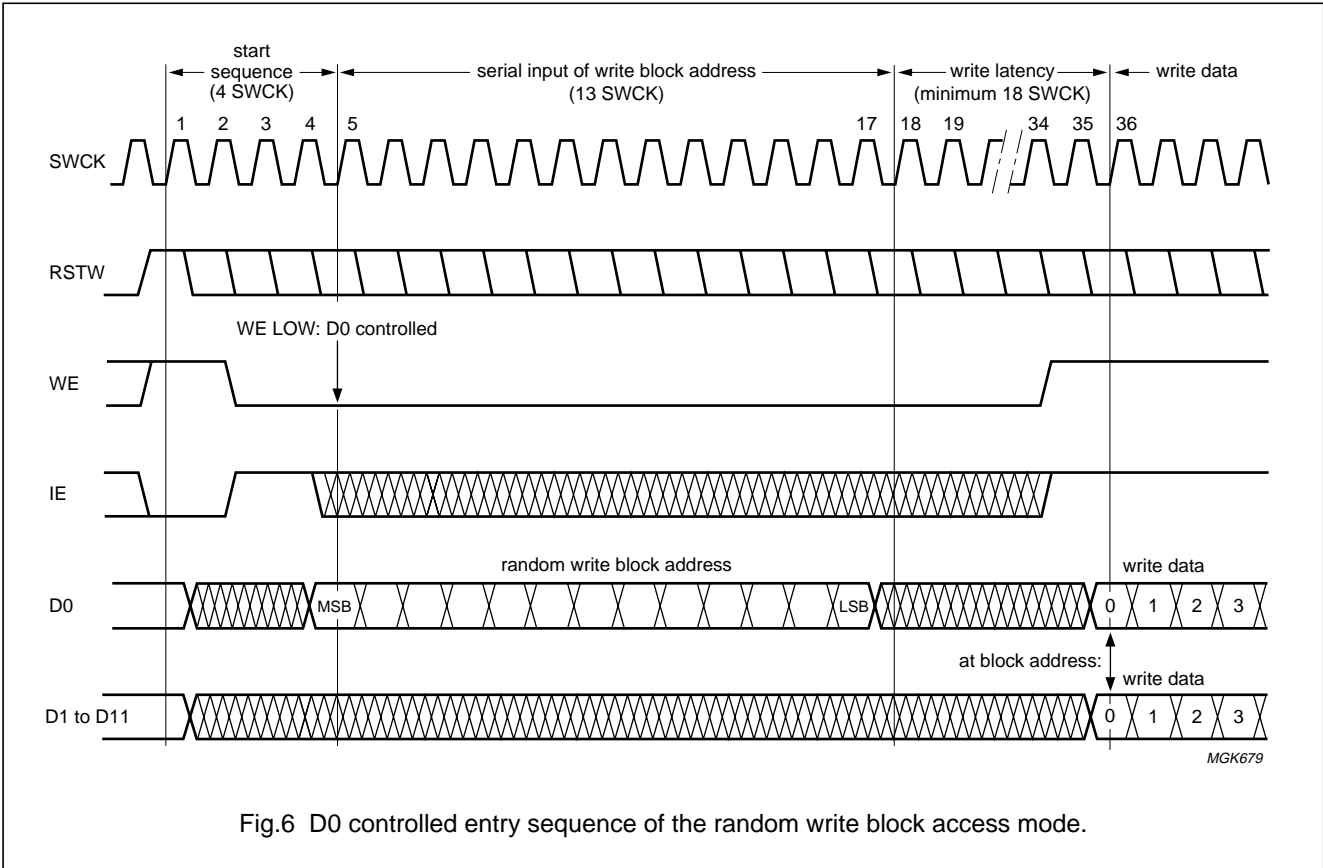 start
sequence
(4 SWCK)
serial input of write block address
(13 SWCK)
write latency
(minimum 18 SWCK)
write data
1 2 3 4 5 17 18 19 34 35 36
SWCK
RSTW
WE LOW: D0 controlled
WE
IE
random write block address
write data
D0
MSB
LSB
0 1 2 3
at block address:
write data
D1 to D11
0 1 2 3
MGK679
Fig.6 D0 controlled entry sequence of the random write block access mode.